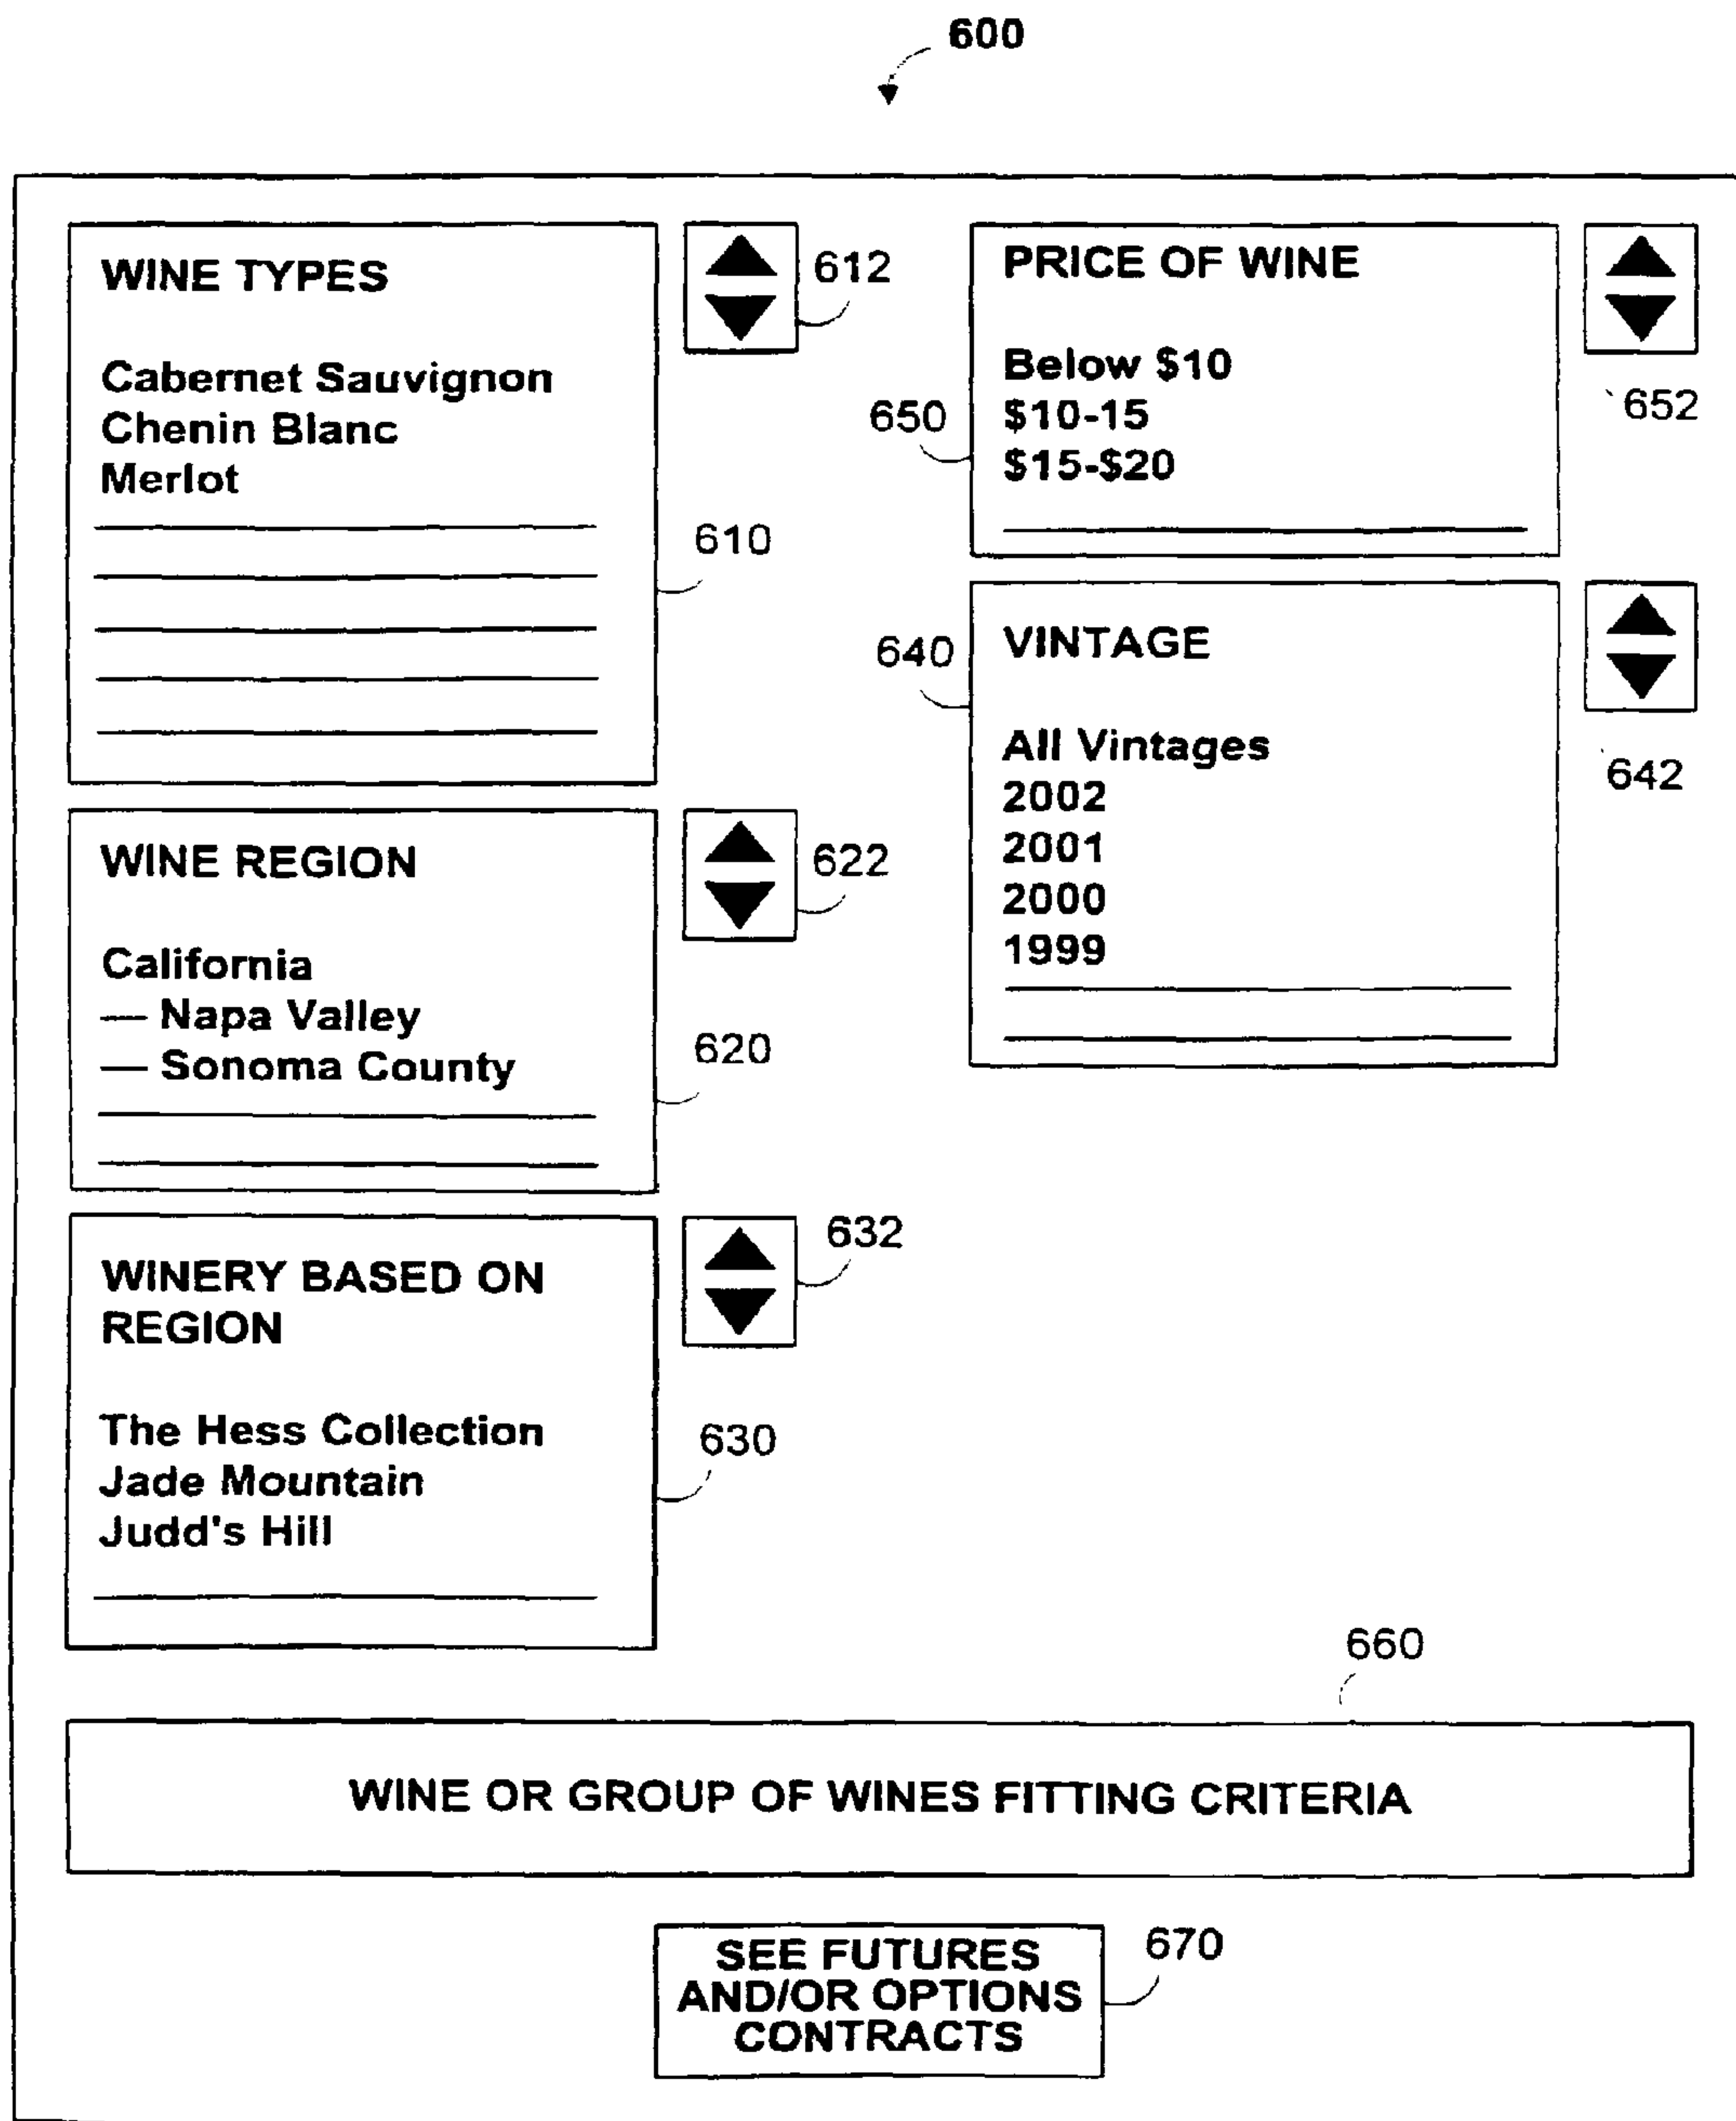 600
WINE TYPES
Cabernet Sauvignon
Chenin Blanc
Merlot
612
610
WINE REGION
California
— Napa Valley
— Sonoma County
622
620
WINERY BASED ON
REGION
The Hess Collection
Jade Mountain
Judd's Hill
632
630
PRICE OF WINE
Below $10
$10-15
$15-$20
650
652
VINTAGE
All Vintages
2002
2001
2000
1999
640
642
660
WINE OR GROUP OF WINES FITTING CRITERIA
SEE FUTURES
AND/OR OPTIONS
CONTRACTS
670